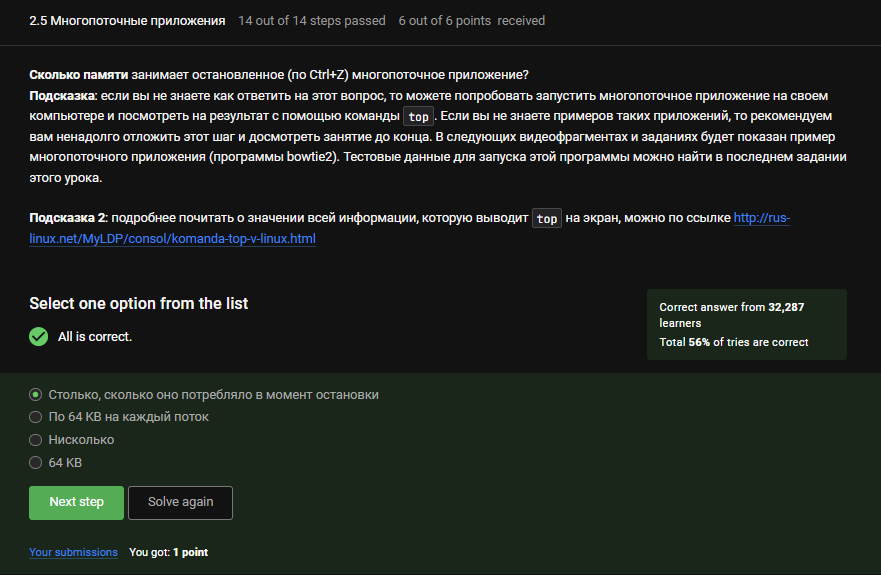 2.5 Многопоточные приложения 14 out of 14 steps passed 6 out of 6 points received
Сколько памяти занимает остановленное (по Ctrl+Z) многопоточное приложение?
Подсказка: если вы не знаете как ответить на этот вопрос, то можете попробовать запустить многопоточное приложение на своем
компьютере и посмотреть на результат с помощью команды top. Если вы не знаете примеров таких приложений, то рекомендуем
вам ненадолго отложить этот шаг и досмотреть занятие до конца. В следующих видеофрагментах и заданиях будет показан пример
многопоточного приложения (программы bowtie2). Тестовые данные для запуска этой программы можно найти в последнем задании
этого урока.
Подсказка 2: подробнее почитать о значении всей информации, которую выводит top на экран, можно по ссылке http://rus-
linux.net/MyLDP/consol/komanda-top-v-linux.html
Select one option from the list
All is correct.
Correct answer from 32,287
learners
Total 56% of tries are correct
Столько, сколько оно потребляло в момент остановки
По 64 KB на каждый поток
Нисколько
64 KB
Next step Solve again
Your submissions You got: 1 point